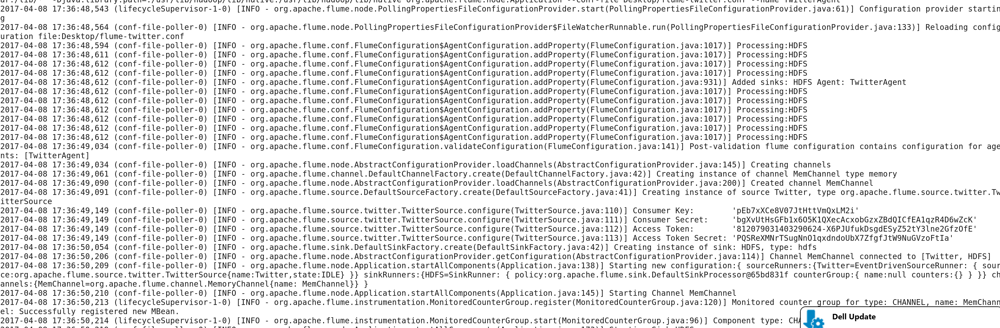 ar:/lib/* -Djava.library.path=:/usr/lib/hadoop/lib/native:/usr/lib/hadoop/lib/native org.apache.flume.node.Application --conf-file Desktop/flume-twitter.conf --name TwitterAgent
2017-04-08 17:36:48,543 (lifecycleSupervisor-1-0) [INFO - org.apache.flume.node.PollingPropertiesFileConfigurationProvider.start(PollingPropertiesFileConfigurationProvider.java:61)] Configuration provider startin
g
2017-04-08 17:36:48,564 (conf-file-poller-0) [INFO - org.apache.flume.node.PollingPropertiesFileConfigurationProvider$FileWatcherRunnable.run(PollingPropertiesFileConfigurationProvider.java:133)] Reloading config
uration file:Desktop/flume-twitter.conf
2017-04-08 17:36:48,594 (conf-file-poller-0) [INFO - org.apache.flume.conf.FlumeConfiguration$AgentConfiguration.addProperty(FlumeConfiguration.java:1017)] Processing:HDFS
2017-04-08 17:36:48,611 (conf-file-poller-0) [INFO - org.apache.flume.conf.FlumeConfiguration$AgentConfiguration.addProperty(FlumeConfiguration.java:1017)] Processing:HDFS
2017-04-08 17:36:48,612 (conf-file-poller-0) [INFO - org.apache.flume.conf.FlumeConfiguration$AgentConfiguration.addProperty(FlumeConfiguration.java:1017)] Processing:HDFS
2017-04-08 17:36:48,612 (conf-file-poller-0) [INFO - org.apache.flume.conf.FlumeConfiguration$AgentConfiguration.addProperty(FlumeConfiguration.java:1017)] Processing:HDFS
2017-04-08 17:36:48,612 (conf-file-poller-0) [INFO - org.apache.flume.conf.FlumeConfiguration$AgentConfiguration.addProperty(FlumeConfiguration.java:931)] Added sinks: HDFS Agent: TwitterAgent
2017-04-08 17:36:48,612 (conf-file-poller-0) [INFO - org.apache.flume.conf.FlumeConfiguration$AgentConfiguration.addProperty(FlumeConfiguration.java:1017)] Processing:HDFS
2017-04-08 17:36:48,612 (conf-file-poller-0) [INFO - org.apache.flume.conf.FlumeConfiguration$AgentConfiguration.addProperty(FlumeConfiguration.java:1017)] Processing:HDFS
2017-04-08 17:36:48,612 (conf-file-poller-0) [INFO - org.apache.flume.conf.FlumeConfiguration$AgentConfiguration.addProperty(FlumeConfiguration.java:1017)] Processing:HDFS
2017-04-08 17:36:48,612 (conf-file-poller-0) [INFO - org.apache.flume.conf.FlumeConfiguration$AgentConfiguration.addProperty(FlumeConfiguration.java:1017)] Processing:HDFS
2017-04-08 17:36:48,612 (conf-file-poller-0) [INFO - org.apache.flume.conf.FlumeConfiguration$AgentConfiguration.addProperty(FlumeConfiguration.java:1017)] Processing:HDFS
2017-04-08 17:36:48,612 (conf-file-poller-0) [INFO - org.apache.flume.conf.FlumeConfiguration$AgentConfiguration.addProperty(FlumeConfiguration.java:1017)] Processing:HDFS
2017-04-08 17:36:49,034 (conf-file-poller-0) [INFO - org.apache.flume.conf.FlumeConfiguration.validateConfiguration(FlumeConfiguration.java:141)] Post-validation flume configuration contains configuration for age
nts: [TwitterAgent]
2017-04-08 17:36:49,034 (conf-file-poller-0) [INFO - org.apache.flume.node.AbstractConfigurationProvider.loadChannels(AbstractConfigurationProvider.java:145)] Creating channels
2017-04-08 17:36:49,061 (conf-file-poller-0) [INFO - org.apache.flume.channel.DefaultChannelFactory.create(DefaultChannelFactory.java:42)] Creating instance of channel MemChannel type memory
2017-04-08 17:36:49,090 (conf-file-poller-0) [INFO - org.apache.flume.node.AbstractConfigurationProvider.loadChannels(AbstractConfigurationProvider.java:200)] Created channel MemChannel
2017-04-08 17:36:49,091 (conf-file-poller-0) [INFO - org.apache.flume.source.DefaultSourceFactory.create(DefaultSourceFactory.java:41)] Creating instance of source Twitter, type org.apache.flume.source.twitter.Tw
itterSource
2017-04-08 17:36:49,149 (conf-file-poller-0) [INFO - org.apache.flume.source.twitter.TwitterSource.configure(TwitterSource.java:110)] Consumer Key: 'pEb7xXCe8V07JtHttVmQxLM2i'
2017-04-08 17:36:49,149 (conf-file-poller-0) [INFO - org.apache.flume.source.twitter.TwitterSource.configure(TwitterSource.java:111)] Consumer Secret: 'bgXvUtHsGFb1x6O5K1QXecAcxobGzxZBdQICfEA1qzR4D6wZcK'
2017-04-08 17:36:49,149 (conf-file-poller-0) [INFO - org.apache.flume.source.twitter.TwitterSource.configure(TwitterSource.java:112)] Access Token: '812079031403290624-X6PJUfukDsgdESyZ52tY3lne2GfzOfE'
2017-04-08 17:36:49,149 (conf-file-poller-0) [INFO - org.apache.flume.source.twitter.TwitterSource.configure(TwitterSource.java:113)] Access Token Secret: 'PQSReXMNrTSugNnO1qxdndoUbX7ZfgfJtW9NuGVzoFtIa'
2017-04-08 17:36:50,054 (conf-file-poller-0) [INFO - org.apache.flume.sink.DefaultSinkFactory.create(DefaultSinkFactory.java:42)] Creating instance of sink: HDFS, type: hdfs
2017-04-08 17:36:50,206 (conf-file-poller-0) [INFO - org.apache.flume.node.AbstractConfigurationProvider.getConfiguration(AbstractConfigurationProvider.java:114)] Channel MemChannel connected to [Twitter, HDFS]
2017-04-08 17:36:50,209 (conf-file-poller-0) [INFO - org.apache.flume.node.Application.startAllComponents(Application.java:138)] Starting new configuration:{ sourceRunners:{Twitter=EventDrivenSourceRunner: { sour
ce:org.apache.flume.source.twitter.TwitterSource{name:Twitter,state:IDLE} }} sinkRunners:{HDFS=SinkRunner: { policy:org.apache.flume.sink.DefaultSinkProcessor@65bd831f counterGroup:{ name:null counters:{} } }} ch
annels:{MemChannel=org.apache.flume.channel.MemoryChannel{name: MemChannel}} }
2017-04-08 17:36:50,210 (conf-file-poller-0) [INFO - org.apache.flume.node.Application.startAllComponents(Application.java:145)] Starting Channel MemChannel
2017-04-08 17:36:50,213 (lifecycleSupervisor-1-0) [INFO - org.apache.flume.instrumentation.MonitoredCounterGroup.register(MonitoredCounterGroup.java:120)] Monitored counter group for type: CHANNEL, name: MemChann
el: Successfully registered new MBean.
2017-04-08 17:36:50,214 (lifecycleSupervisor-1-0) [INFO - org.apache.flume.instrumentation.MonitoredCounterGroup.start(MonitoredCounterGroup.java:96)] Component type: CHA
Dell Update